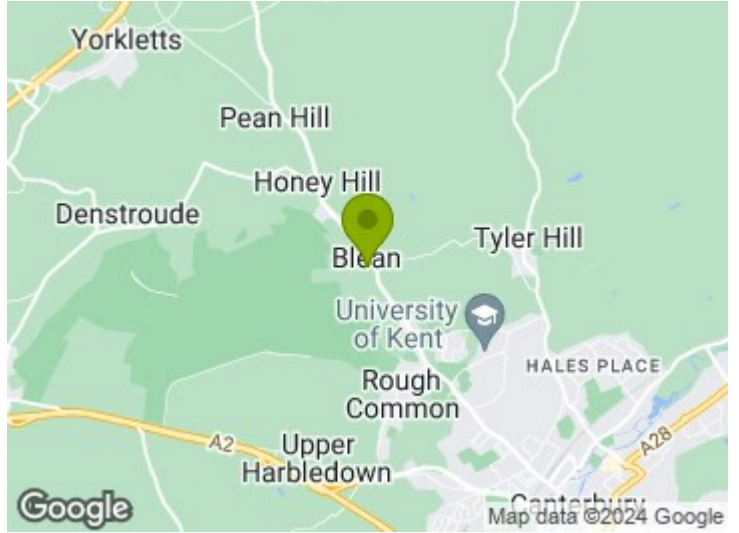 Yorkletts
Pean Hill
Honey Hill
Denstroude
Tyler Hill
Blean
University
of Kent
HALES PLACE
Rough
Common
A2
Upper
Harbledown
A28
Canterbury
Google
Map data ©2024 Google